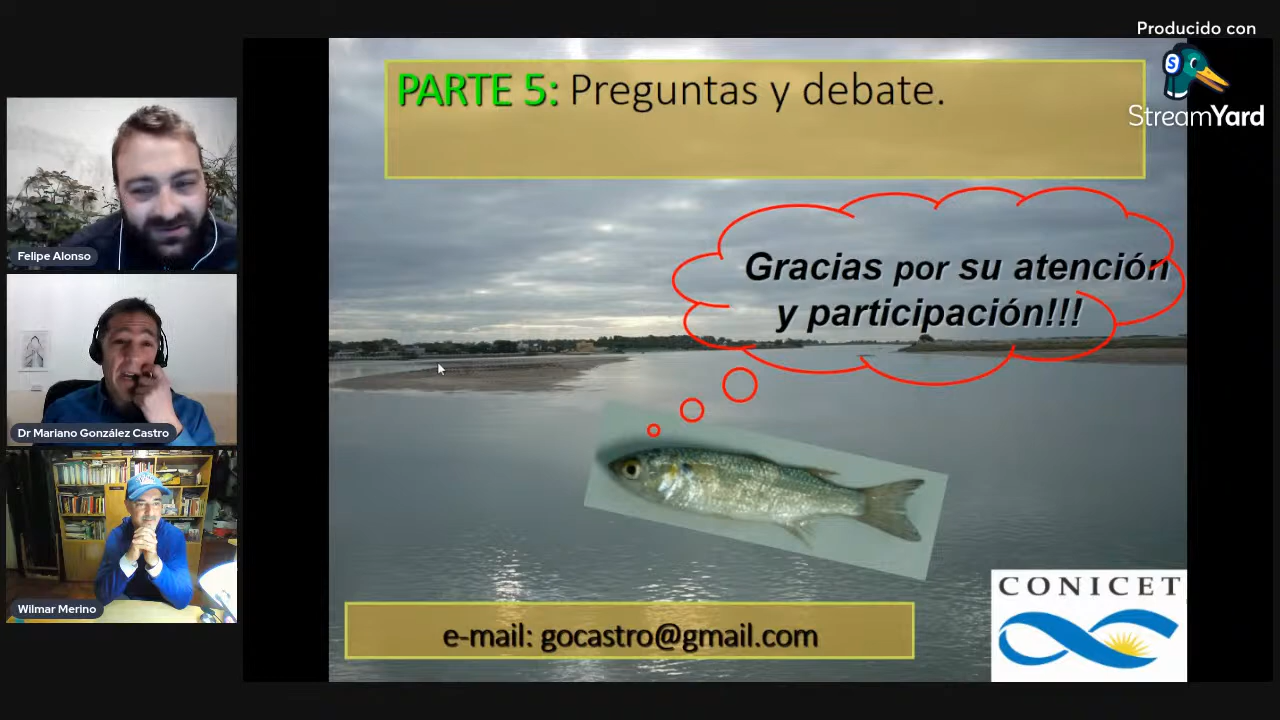 Producido con
StreamYard
PARTE 5: Preguntas y debate.
Gracias por su atención
y participación!!!
Felipe Alonso
Dr Mariano González Castro
Wilmar Merino
e-mail: gocastro@gmail.com
CONICET